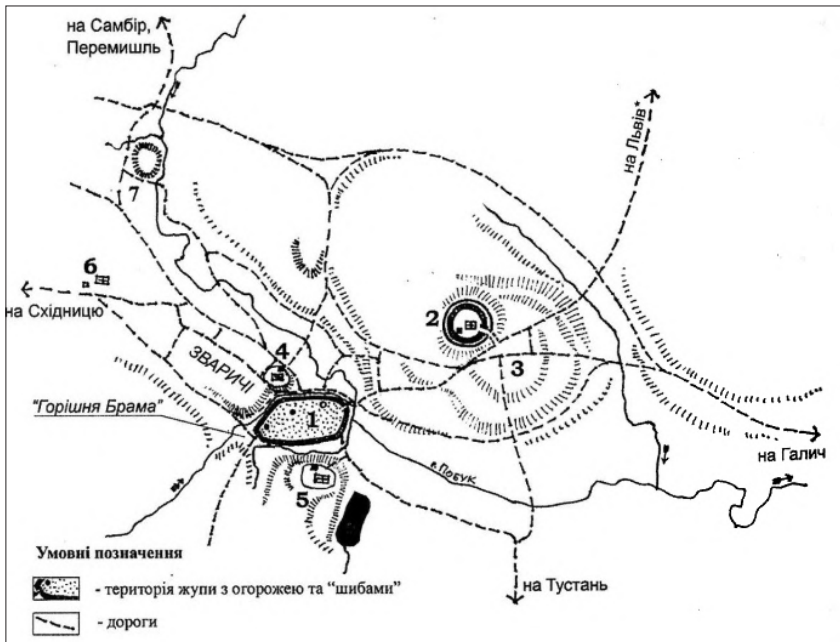 на Самбір,
Перемишль
на Львів*
7
6
на Східницю
2
ЗВАРИЧІ
4
3
"Горішня Брама"
1
на Галич
п. ПОБУК
5
Умовні позначення
- територія жупи з огорожею та "шибами"
на Тустань
- дороги